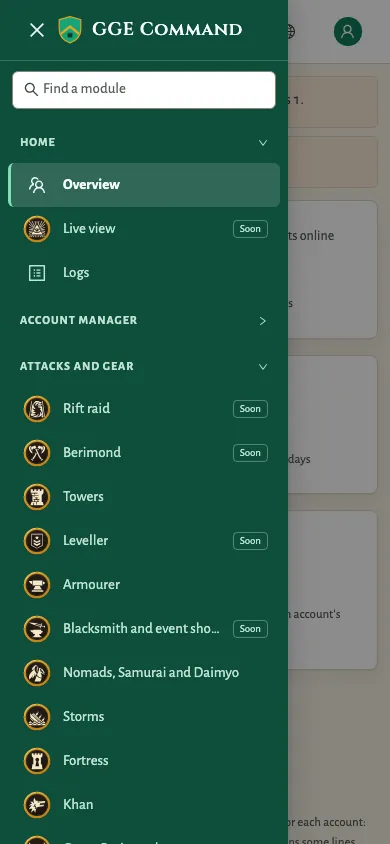 GGE Command
Find a module
HOME
Overview
Live view
Soon
Logs
ACCOUNT MANAGER
ATTACKS AND GEAR
Rift raid
Soon
Berimond
Soon
Towers
Leveller
Soon
Armourer
Blacksmith and event sho...
Soon
Nomads, Samurai and Daimyo
Storms
Fortress
Khan
ts online
days
account's
or each account:
some lines